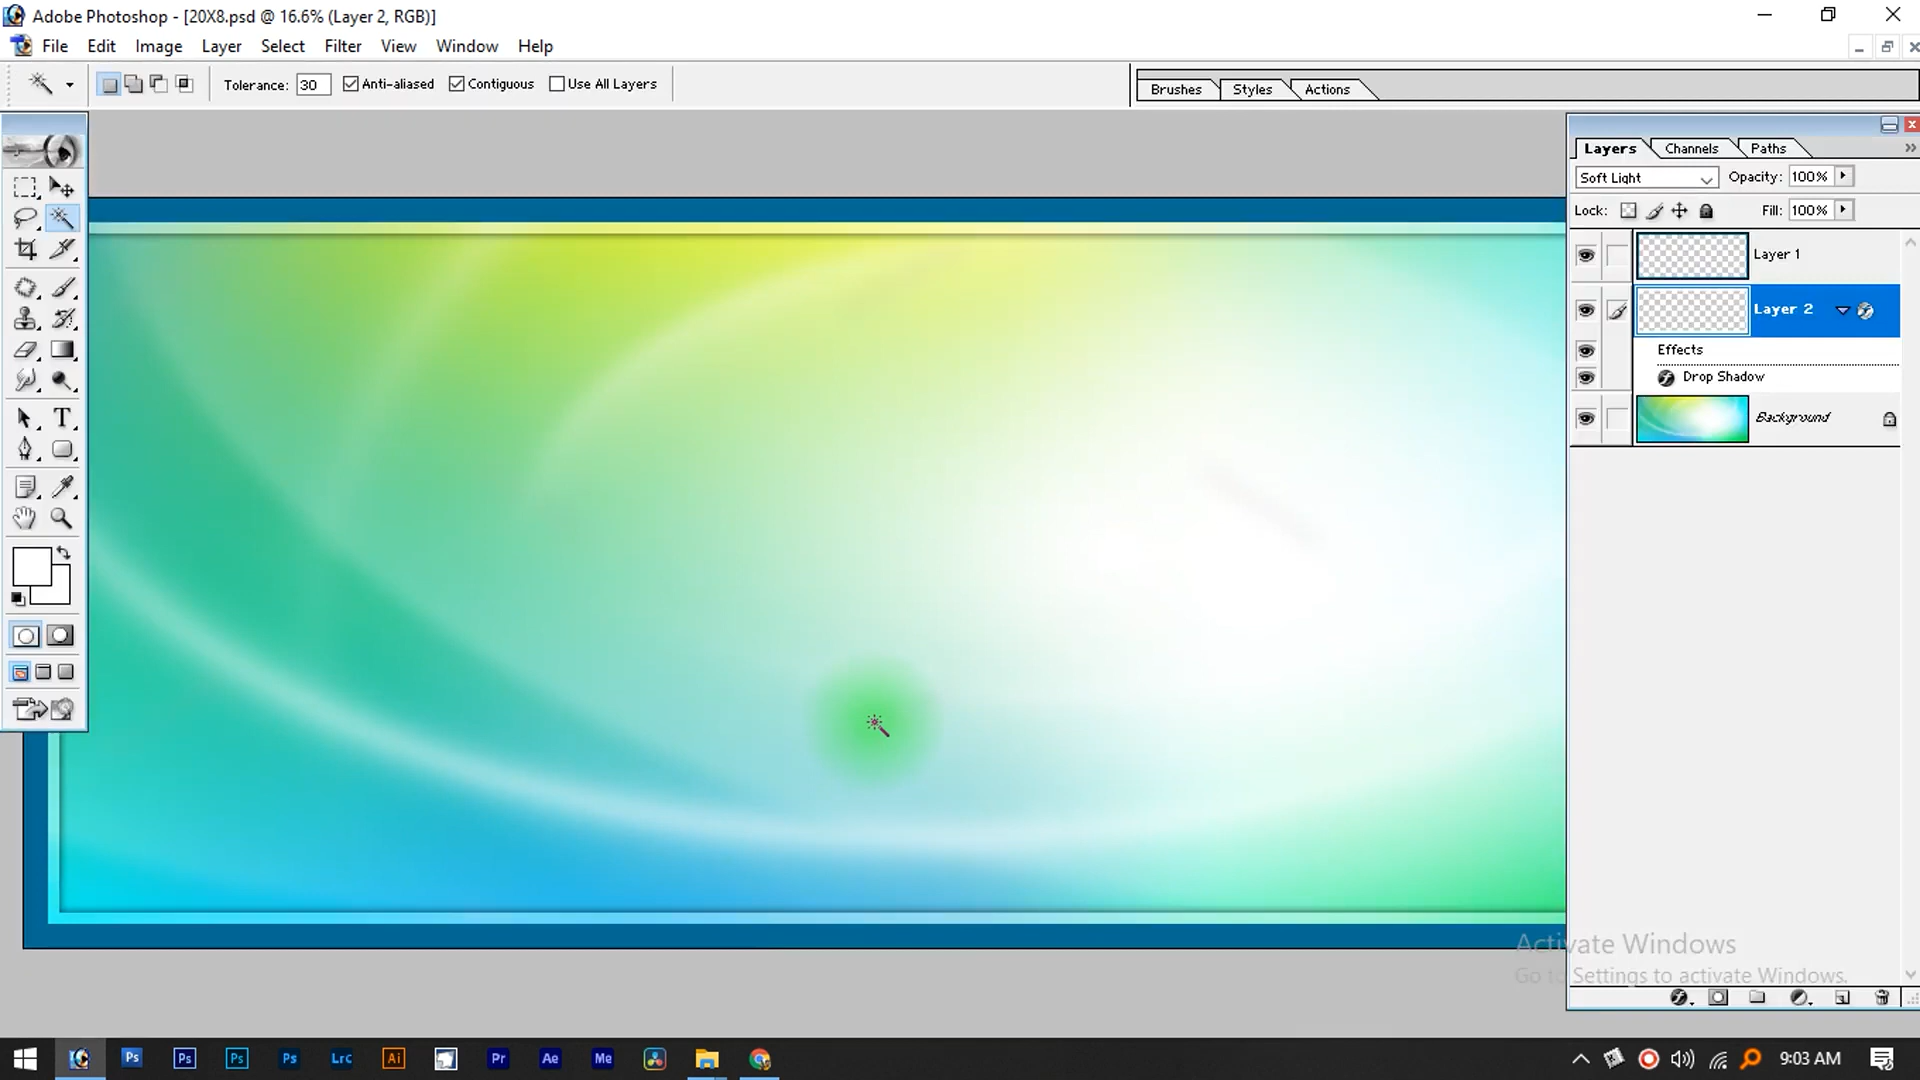 Adobe Photoshop - [20X8.psd @ 16.6% (Layer 2, RGB)]
File Edit Image Layer Select Filter View Window Help
Tolerance: 30 Anti-aliased Contiguous Use All Layers
Brushes Styles Actions
Layers Channels Paths
Soft Light Opacity: 100%
Lock: Fill: 100%
Layer 1
Layer 2
Effects
Drop Shadow
Background
T
Activate Windows
Go to Settings to activate Windows.
Ps Ps Ps Ps Lrc Ai Pr Ae Me
9:03 AM